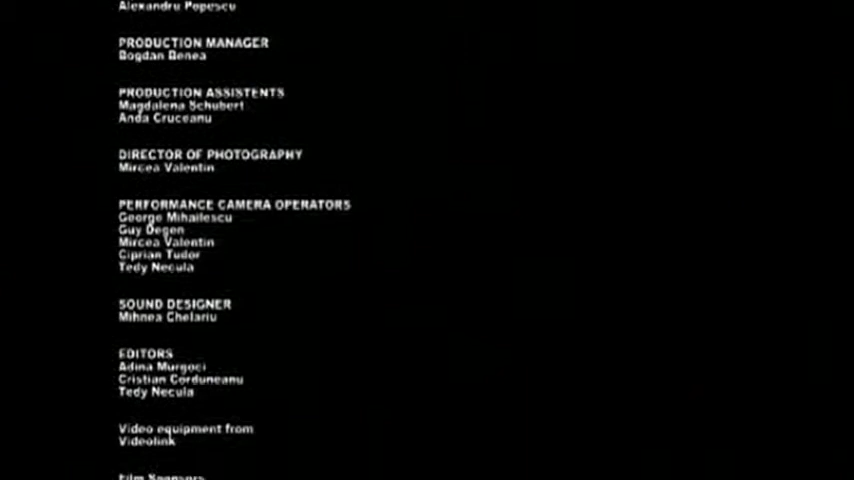 Alexandru Popescu
PRODUCTION MANAGER
Bogdan Benea
PRODUCTION ASSISTENTS
Magdalena Schubert
Anda Cruceanu
DIRECTOR OF PHOTOGRAPHY
Mircea Valentin
PERFORMANCE CAMERA OPERATORS
George Mihailescu
Guy Degen
Mircea Valentin
Ciprian Tudor
Tedy Necula
SOUND DESIGNER
Mihnea Chelariu
EDITORS
Adina Murgoci
Cristian Corduneanu
Tedy Necula
Video equipment from
Videolink
Film Sponsors